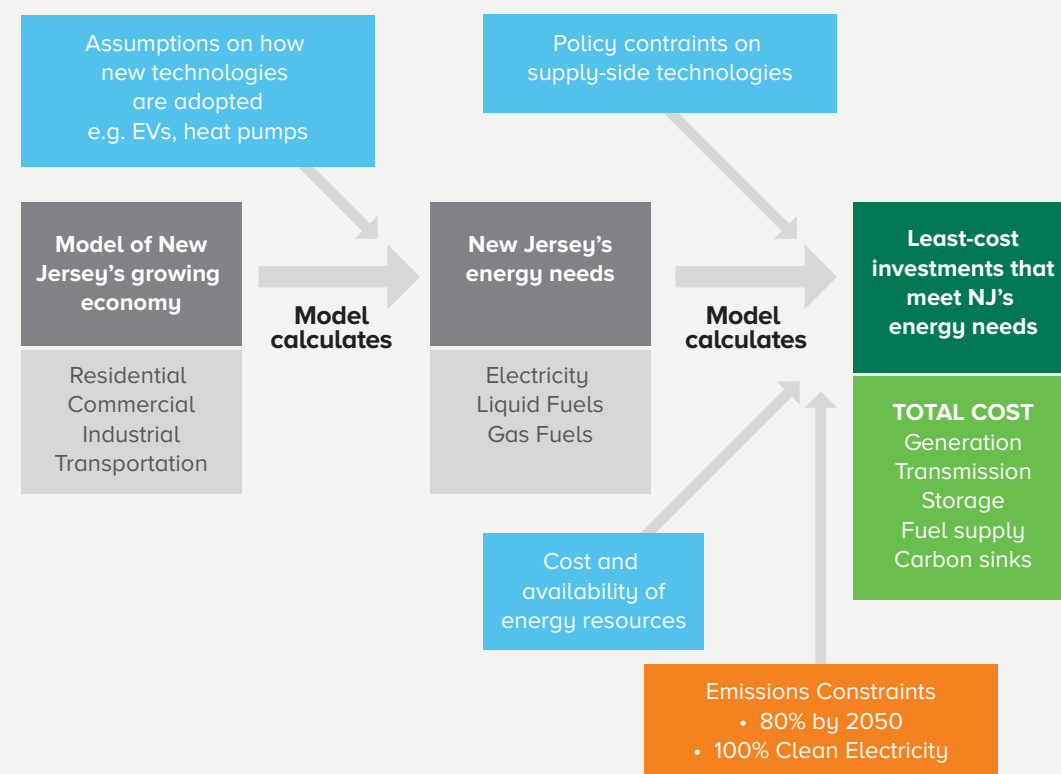 Assumptions on how
new technologies
are adopted
e.g. EVs, heat pumps
Policy contraints on
supply-side technologies
Model of New
Jersey's growing
economy
Residential
Commercial
Industrial
Transportation
Model
calculates
New Jersey's
energy needs
Electricity
Liquid Fuels
Gas Fuels
Model
calculates
Least-cost
investments that
meet NJ's
energy needs
TOTAL COST
Generation
Transmission
Storage
Fuel supply
Carbon sinks
Cost and
availability of
energy resources
Emissions Constraints
• 80% by 2050
• 100% Clean Electricity